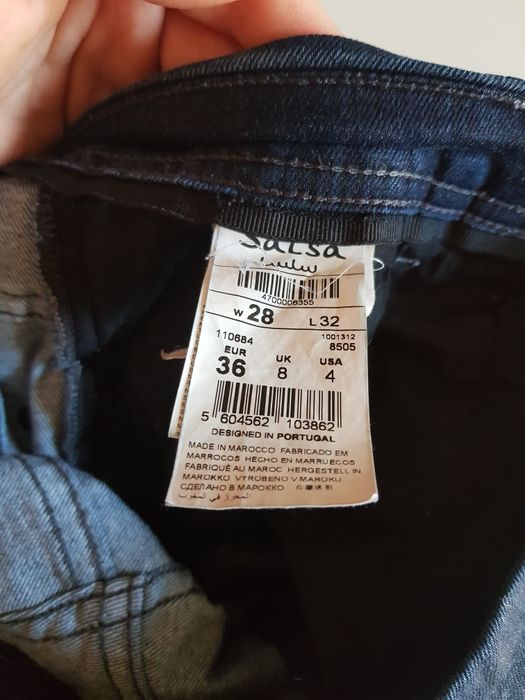 Salsa
سالسا
4700006355
W 28 L 32
110684 1001312
8505
EUR UK USA
36 8 4
5 604562 103862
DESIGNED IN PORTUGAL
MADE IN MAROCCO FABRICADO EM
MARROCOS HECHO EN MARRUECOS
FABRIQUÉ AU MAROC HERGESTELL IN
MAROKKO VYROBENO V MAROKU
СДЕЛАНО В МАРОККО